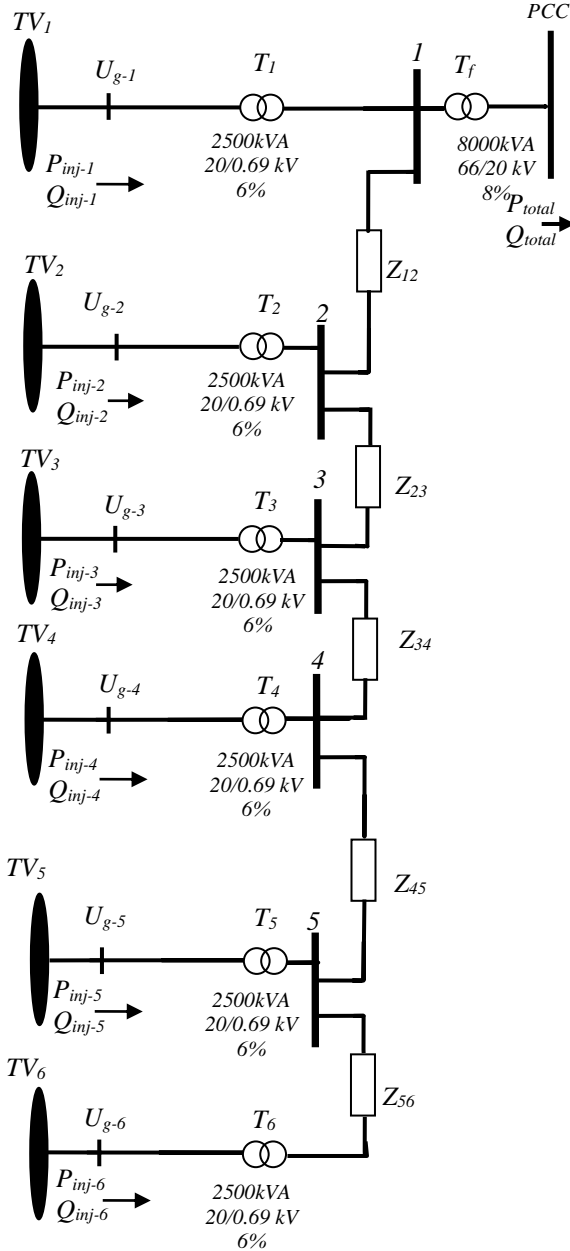 TV1
Ug-1
T1
1
Tf
PCC
2500kVA
20/0.69 kV
6%
8000kVA
66/20 kV
8%
Pinj-1
Qinj-1
Ptotal
Qtotal
Z12
TV2
Ug-2
T2
2
2500kVA
20/0.69 kV
6%
Pinj-2
Qinj-2
Z23
TV3
Ug-3
T3
3
2500kVA
20/0.69 kV
6%
Pinj-3
Qinj-3
Z34
TV4
Ug-4
T4
4
2500kVA
20/0.69 kV
6%
Pinj-4
Qinj-4
Z45
TV5
Ug-5
T5
5
2500kVA
20/0.69 kV
6%
Pinj-5
Qinj-5
Z56
TV6
Ug-6
T6
2500kVA
20/0.69 kV
6%
Pinj-6
Qinj-6